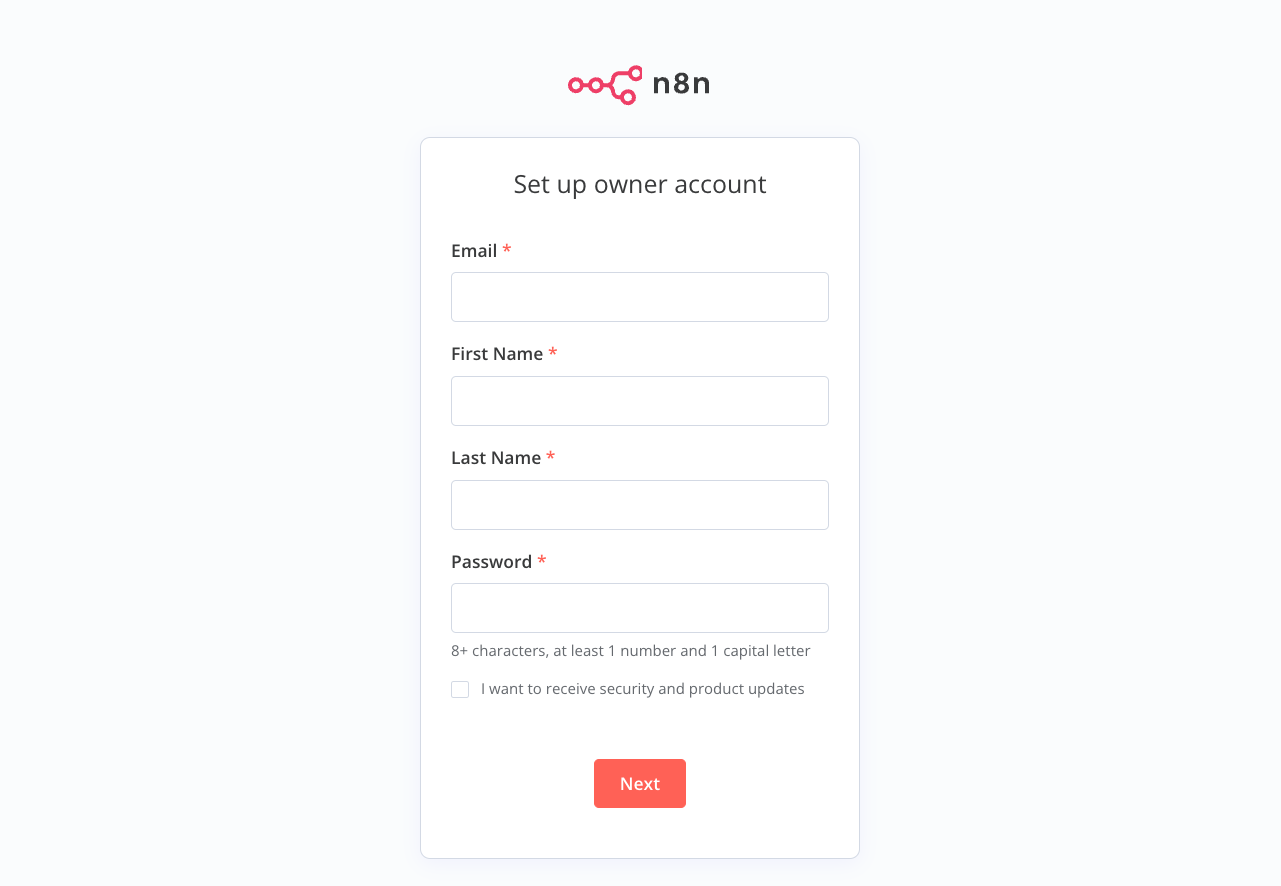 n8n
Set up owner account
Email *
First Name *
Last Name *
Password *
8+ characters, at least 1 number and 1 capital letter
I want to receive security and product updates
Next